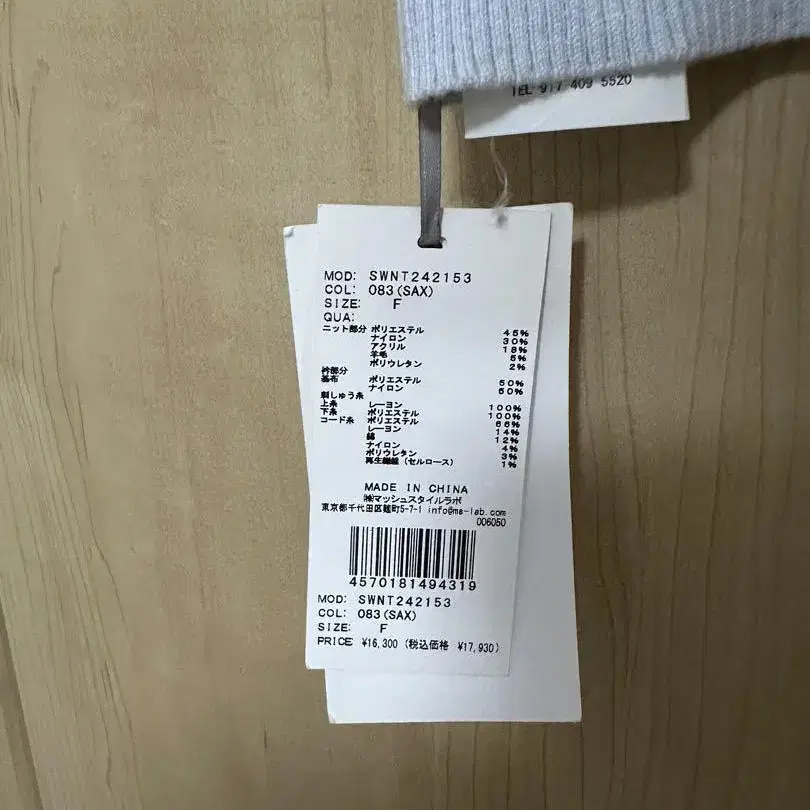 TEL 917 409 5520
MOD: SWNT242153
COL: 083(SAX)
SIZE: F
QUA:
ニット部分 ポリエステル 45%
ナイロン 30%
アクリル 18%
羊毛 5%
ポリウレタン 2%
衿部分
基布 ポリエステル 50%
ナイロン 50%
刺しゅう糸
上糸 レーヨン 100%
下糸 ポリエステル 100%
コード糸 ポリエステル 66%
レーヨン 14%
綿 12%
ナイロン 4%
ポリウレタン 3%
再生繊維(セルロース) 1%
MADE IN CHINA
㈱マッシュスタイルラボ
東京都千代田区麹町5-7-1 info@ms-lab.com
006050
4570181494319
MOD: SWNT242153
COL: 083(SAX)
SIZE: F
PRICE: ¥16,300 (税込価格 ¥17,930)